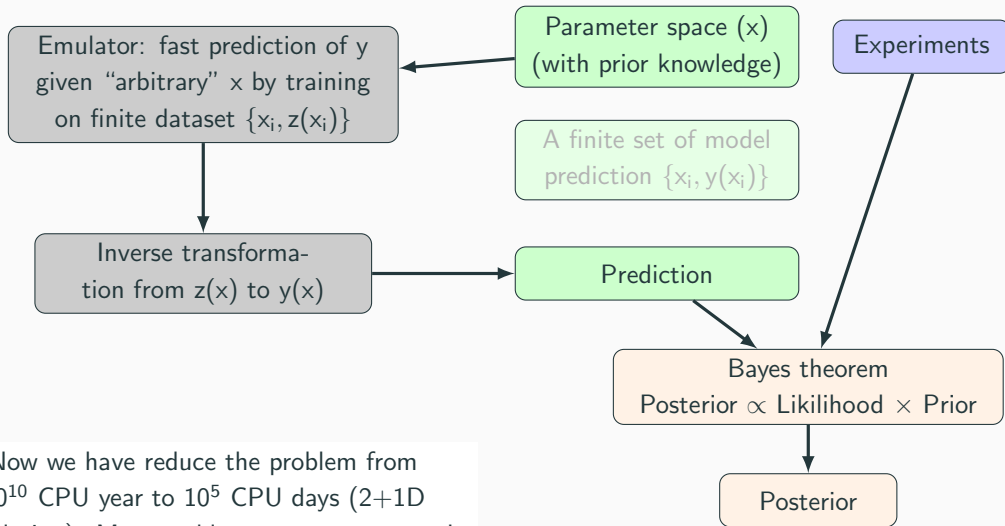 Emulator: fast prediction of y
given “arbitrary” x by training
on finite dataset {xᵢ, z(xᵢ)}
Parameter space (x)
(with prior knowledge)
Experiments
A finite set of model
prediction {xᵢ, y(xᵢ)}
Inverse transforma-
tion from z(x) to y(x)
Prediction
Bayes theorem
Posterior ∝ Likilihood × Prior
Now we have reduce the problem from
0¹⁰ CPU year to 10⁵ CPU days (2+1D
Posterior